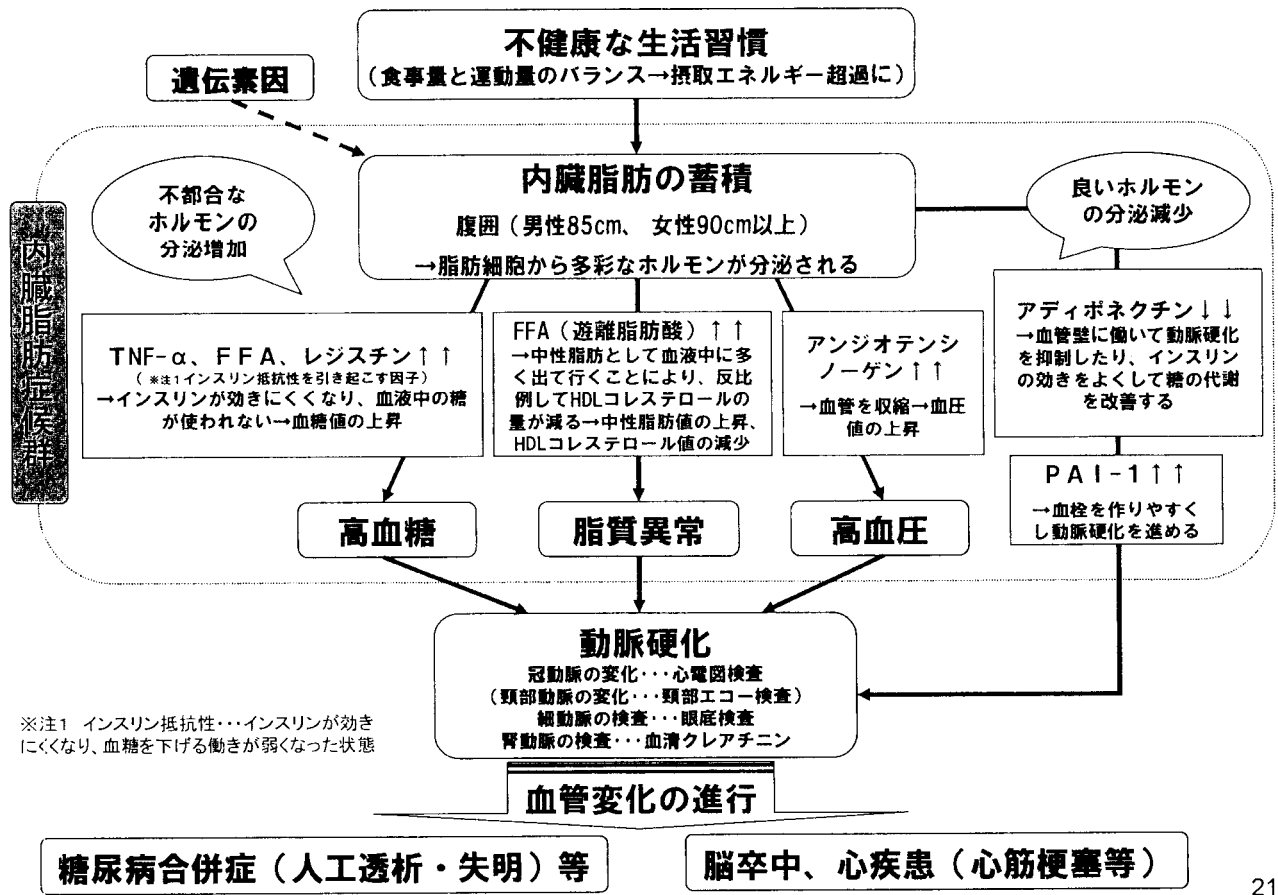 不健康な生活習慣
(食事量と運動量のバランス→摂取エネルギー超過に)
遺伝素因
内臓脂肪症候群
内臓脂肪の蓄積
腹囲(男性85cm、 女性90cm以上)
→脂肪細胞から多彩なホルモンが分泌される
不都合な
ホルモンの
分泌増加
良いホルモン
の分泌減少
TNF-α、FFA、レジスチン↑↑
(※注1インスリン抵抗性を引き起こす因子)
→インスリンが効きにくくなり、血液中の糖
が使われない→血糖値の上昇
FFA(遊離脂肪酸)↑↑
→中性脂肪として血液中に多
く出て行くことにより、反比
例してHDLコレステロールの
量が減る→中性脂肪値の上昇、
HDLコレステロール値の減少
アンジオテンシ
ノーゲン↑↑
→血管を収縮→血圧
値の上昇
アディポネクチン↓↓
→血管壁に働いて動脈硬化
を抑制したり、インスリン
の効きをよくして糖の代謝
を改善する
PAI-1↑↑
→血栓を作りやすく
し動脈硬化を進める
高血糖
脂質異常
高血圧
動脈硬化
冠動脈の変化・・・心電図検査
(頸部動脈の変化・・・頸部エコー検査)
細動脈の検査・・・眼底検査
腎動脈の検査・・・血清クレアチニン
※注1 インスリン抵抗性・・・インスリンが効き
にくくなり、血糖を下げる働きが弱くなった状態
血管変化の進行
糖尿病合併症(人工透析・失明)等
脳卒中、心疾患(心筋梗塞等)
21